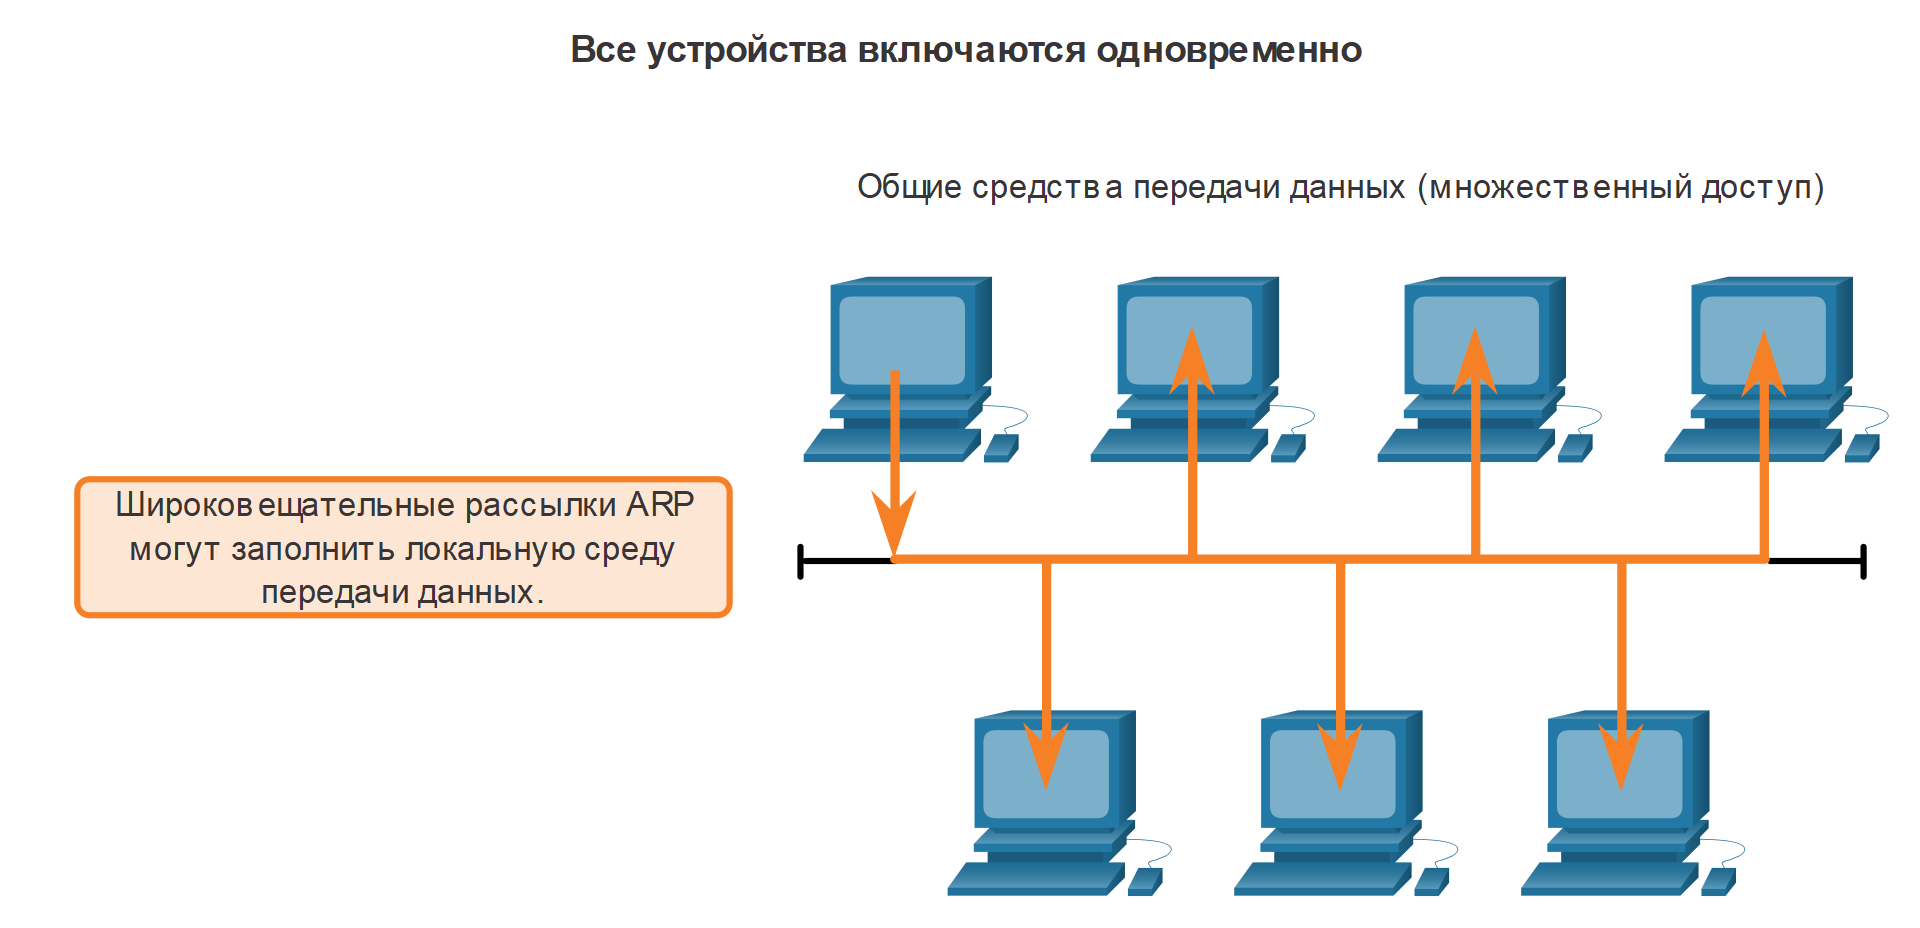 Все устройства включаются одновременно
Общие средства передачи данных (множественный доступ)
Широковещательные рассылки ARP
могут заполнить локальную среду
передачи данных.